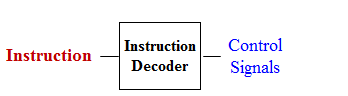 Instruction
Instruction
Decoder
Control
Signals